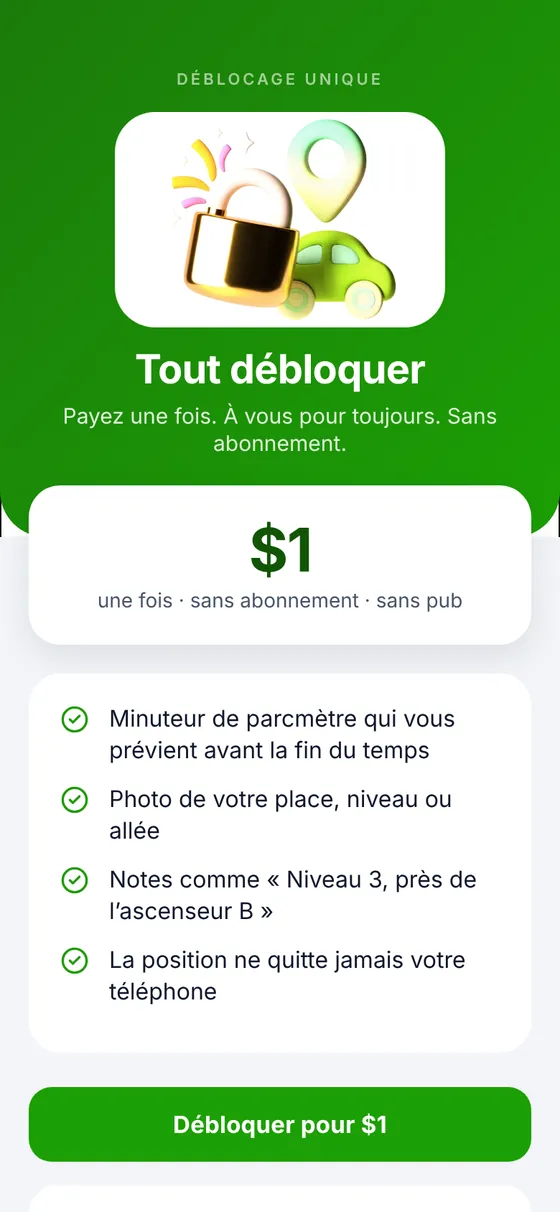 DÉBLOCAGE UNIQUE
Tout débloquer
Payez une fois. À vous pour toujours. Sans
abonnement.
$1
une fois · sans abonnement · sans pub
Minuteur de parcmètre qui vous
prévient avant la fin du temps
Photo de votre place, niveau ou
allée
Notes comme « Niveau 3, près de
l’ascenseur B »
La position ne quitte jamais votre
téléphone
Débloquer pour $1